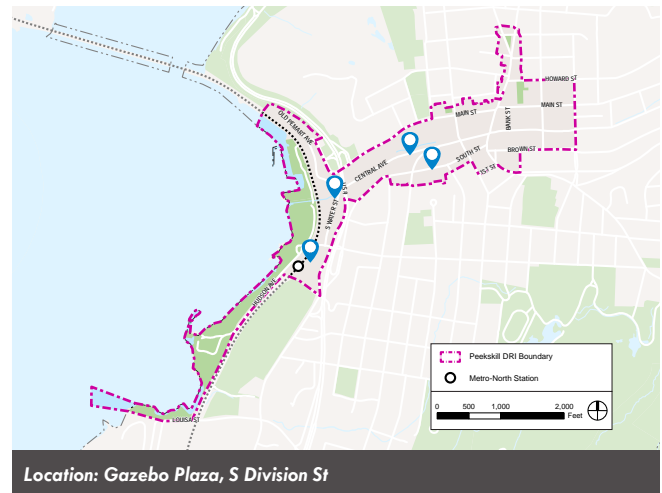 HOWARD ST
MAIN ST
MAIN ST
BANK ST
OLD PEMART AVE
BROWN ST
SOUTH ST
1ST ST
CENTRAL AVE
S WATER ST
HUDSON AVE
LOUISA ST
Peekskill DRI Boundary
Metro-North Station
0 500 1,000 2,000
Feet
Location: Gazebo Plaza, S Division St